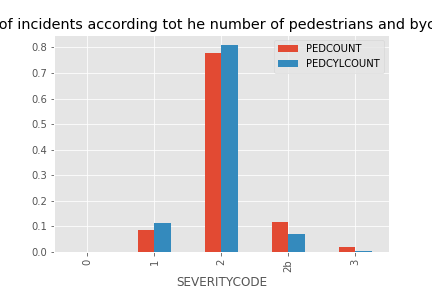 of incidents according tot he number of pedestrians and byc
0.8
0.7
0.6
0.5
0.4
0.3
0.2
0.1
0.0
PEDCOUNT
PEDCYLCOUNT
0
1
2
2b
3
SEVERITYCODE